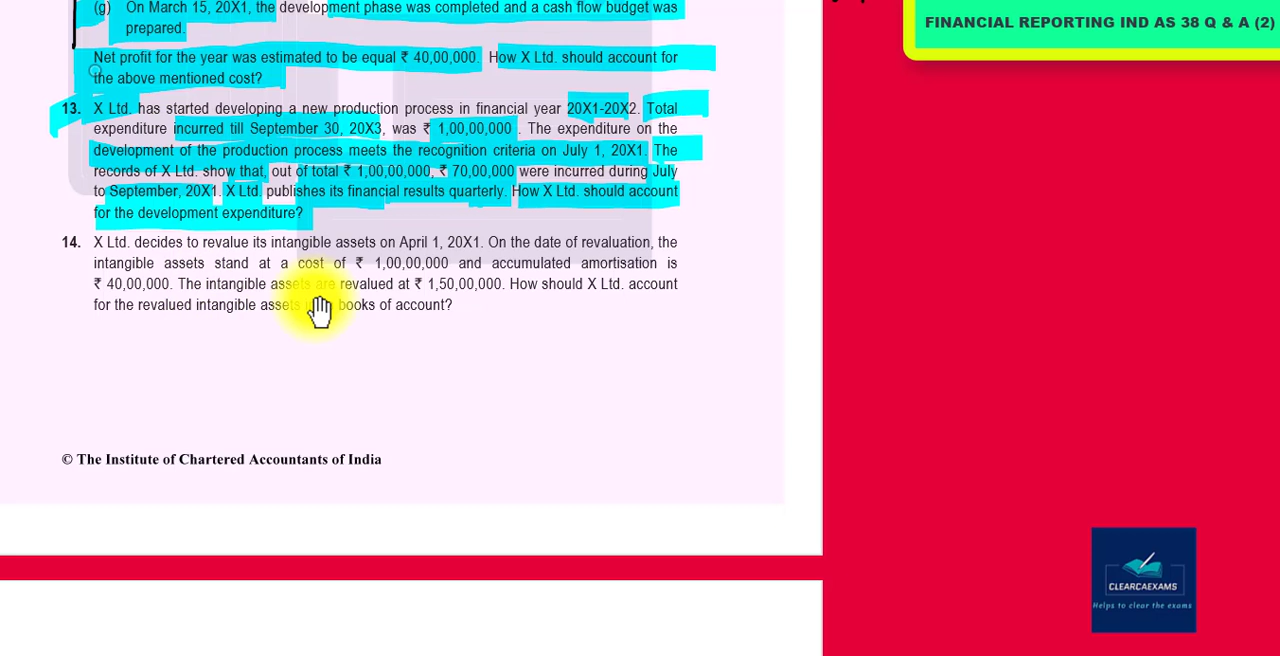 (g) On March 15, 20X1, the development phase was completed and a cash flow budget was
prepared.
Net profit for the year was estimated to be equal ₹ 40,00,000. How X Ltd. should account for
the above mentioned cost?
13. X Ltd. has started developing a new production process in financial year 20X1-20X2. Total
expenditure incurred till September 30, 20X3, was ₹ 1,00,00,000 . The expenditure on the
development of the production process meets the recognition criteria on July 1, 20X1. The
records of X Ltd. show that, out of total ₹ 1,00,00,000, ₹ 70,00,000 were incurred during July
to September, 20X1. X Ltd. publishes its financial results quarterly. How X Ltd. should account
for the development expenditure?
14. X Ltd. decides to revalue its intangible assets on April 1, 20X1. On the date of revaluation, the
intangible assets stand at a cost of ₹ 1,00,00,000 and accumulated amortisation is
₹ 40,00,000. The intangible assets are revalued at ₹ 1,50,00,000. How should X Ltd. account
for the revalued intangible assets books of account?
© The Institute of Chartered Accountants of India
FINANCIAL REPORTING IND AS 38 Q & A (2)
CLEARCAEXAMS
Helps to clear the exams